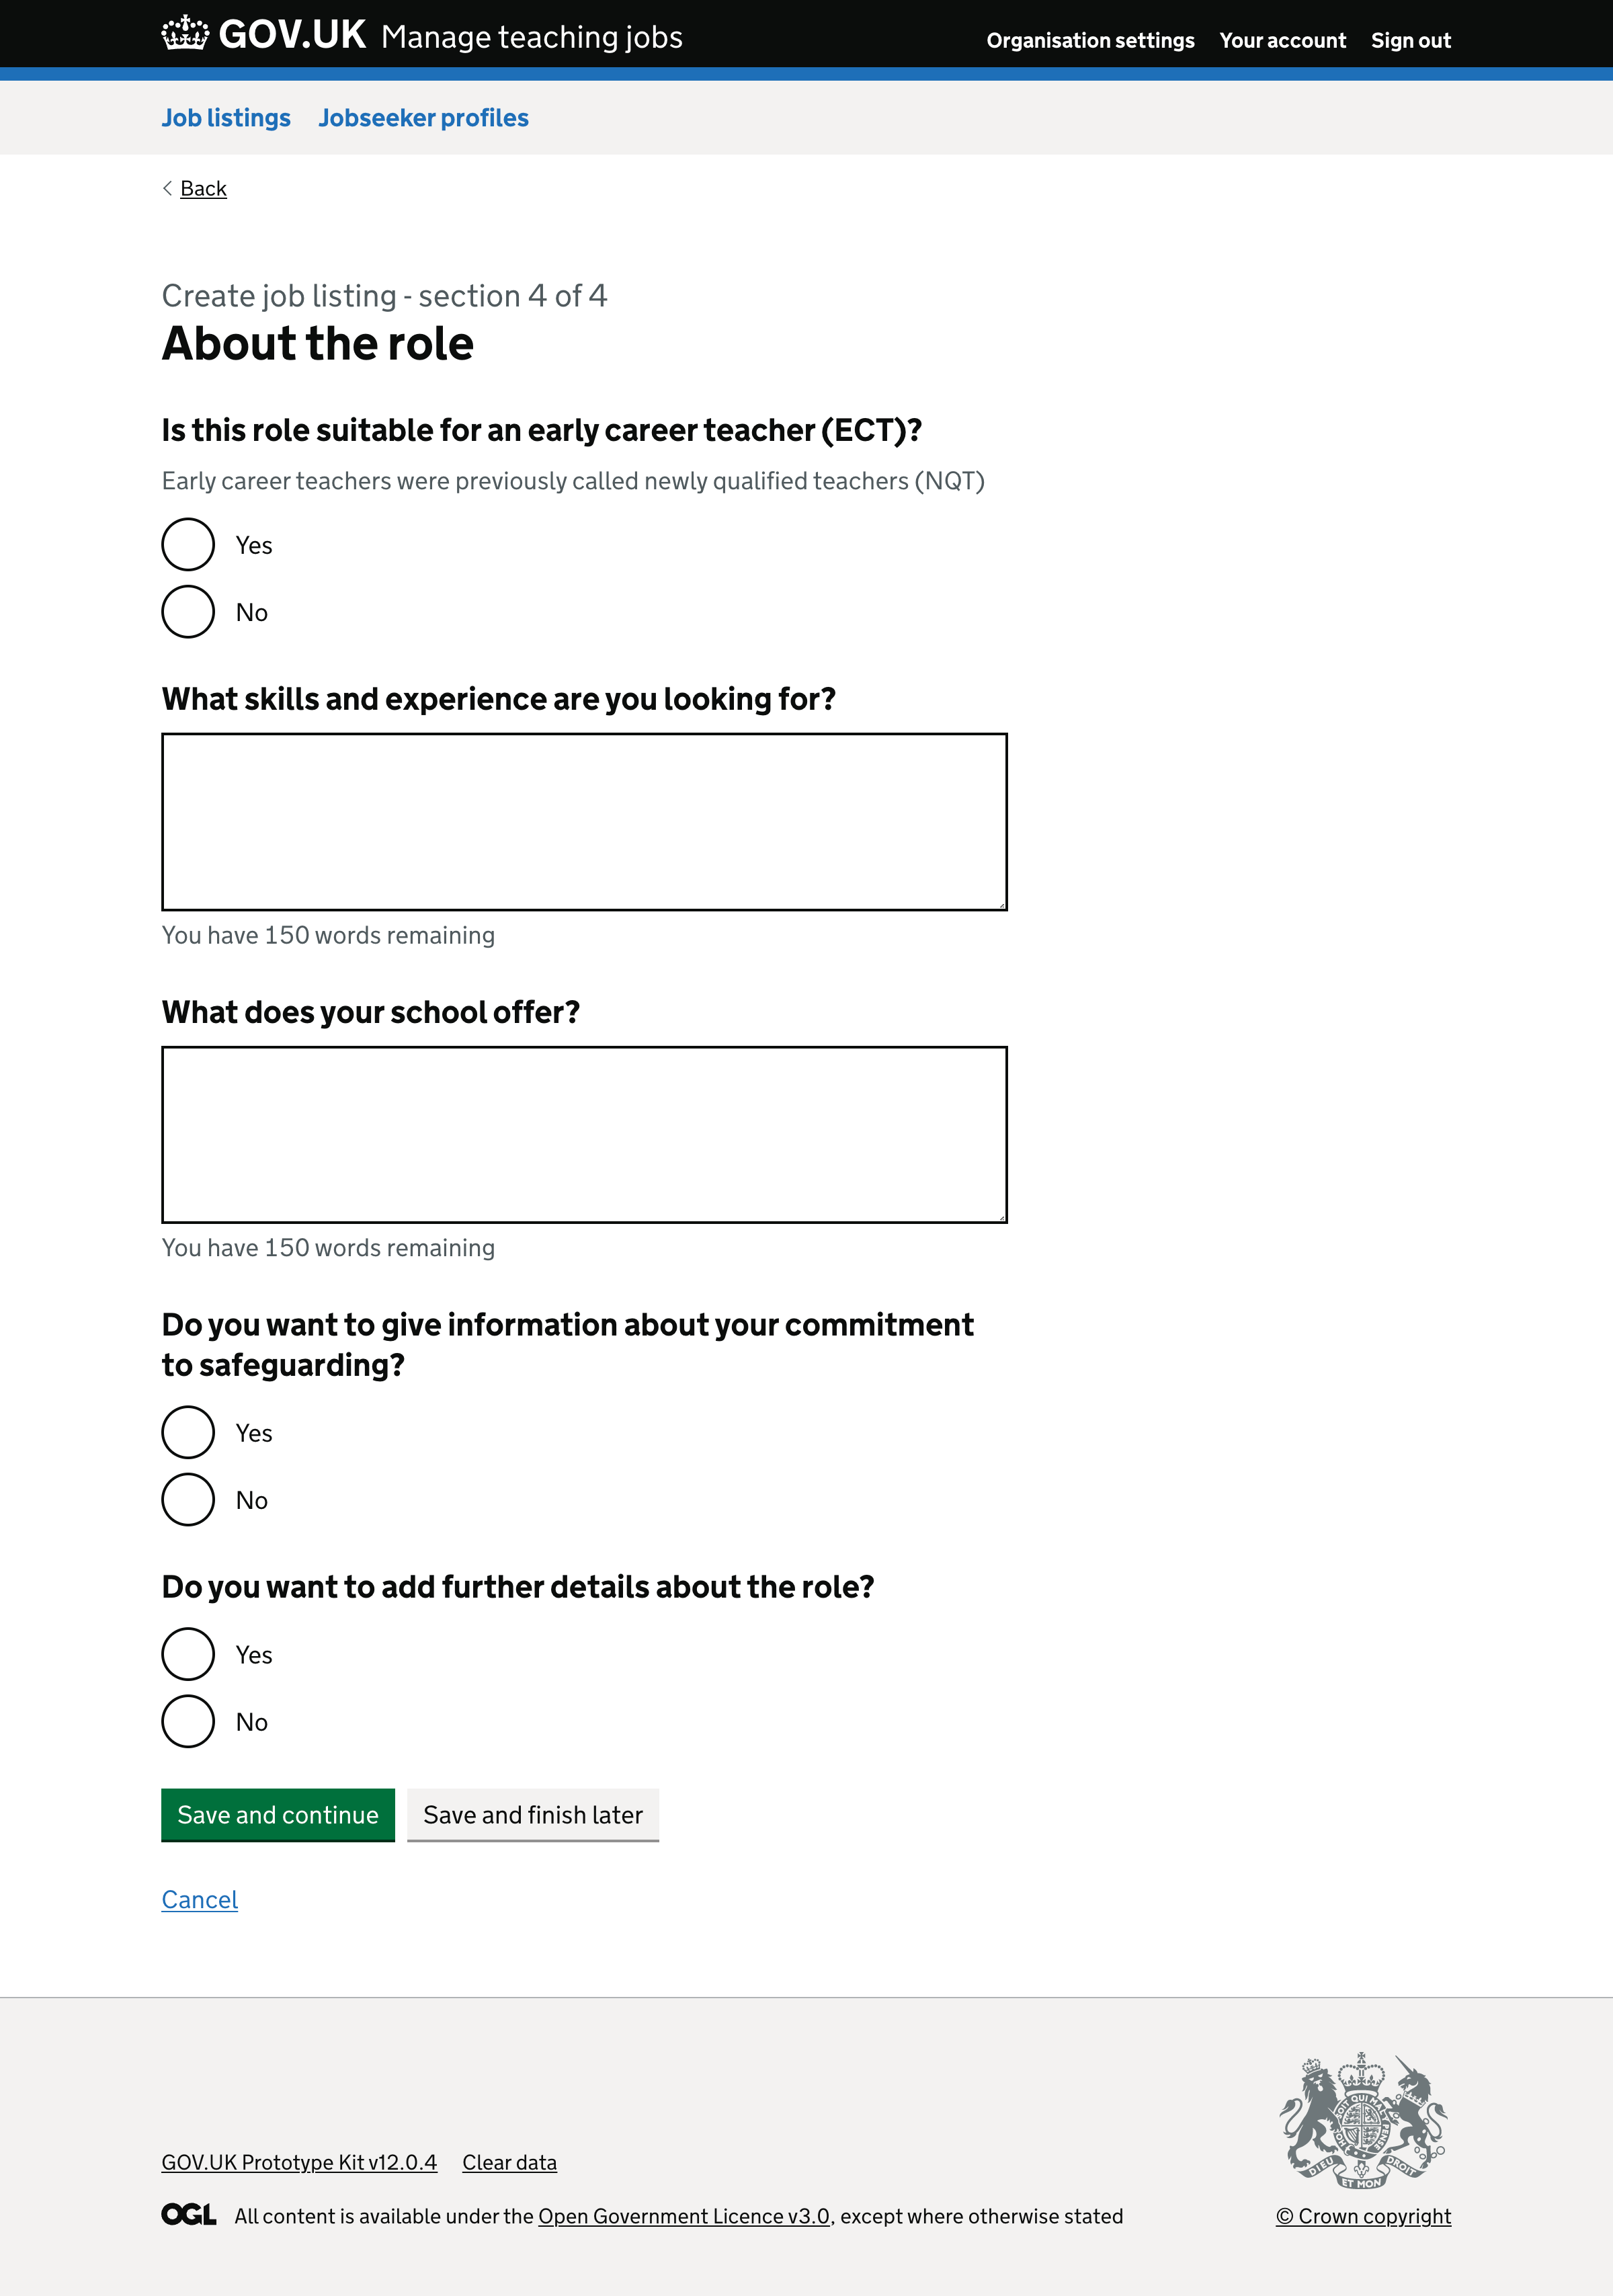 GOV.UK Manage teaching jobs
Organisation settings Your account Sign out
Job listings Jobseeker profiles
Back
Create job listing - section 4 of 4
About the role
Is this role suitable for an early career teacher (ECT)?
Early career teachers were previously called newly qualified teachers (NQT)
Yes
No
What skills and experience are you looking for?
You have 150 words remaining
What does your school offer?
You have 150 words remaining
Do you want to give information about your commitment
to safeguarding?
Yes
No
Do you want to add further details about the role?
Yes
No
Save and continue Save and finish later
Cancel
GOV.UK Prototype Kit v12.0.4 Clear data
DIEU ET MON DROIT
OGL All content is available under the Open Government Licence v3.0, except where otherwise stated
© Crown copyright